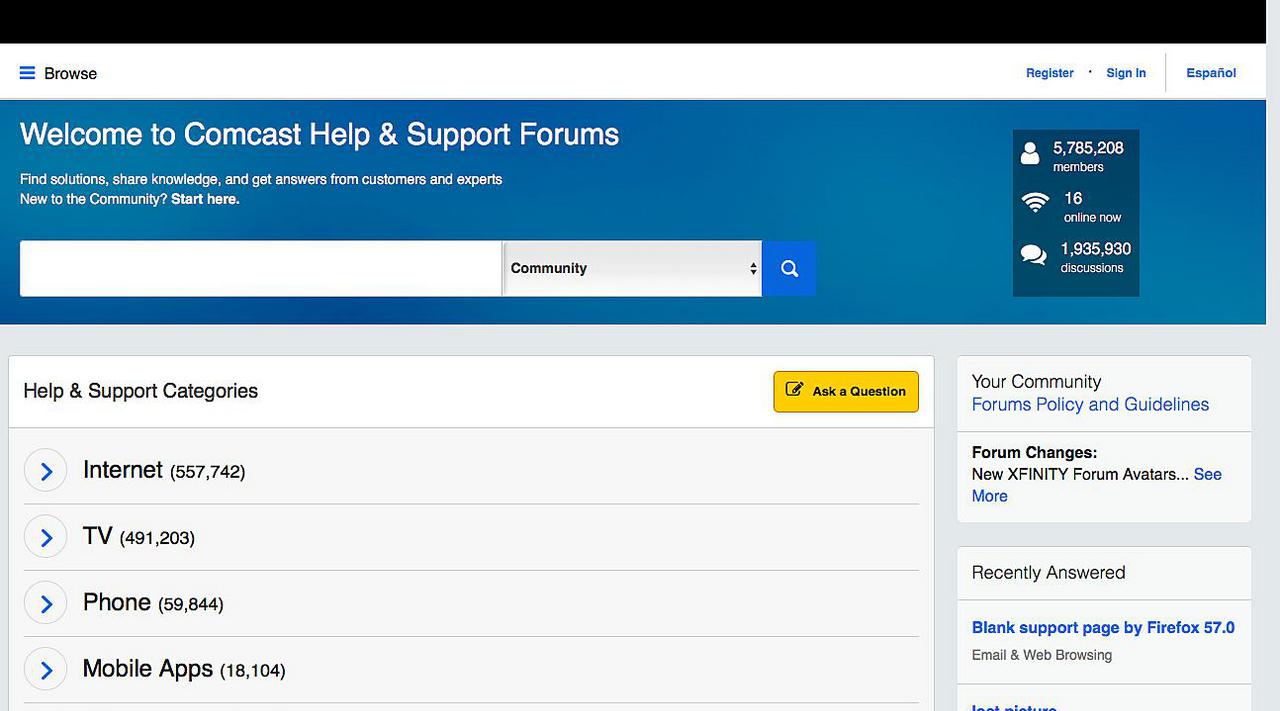 Browse
Register · Sign In
Español
Welcome to Comcast Help & Support Forums
Find solutions, share knowledge, and get answers from customers and experts
New to the Community? Start here.
Community
5,785,208
members
16
online now
1,935,930
discussions
Help & Support Categories
Ask a Question
Internet (557,742)
TV (491,203)
Phone (59,844)
Mobile Apps (18,104)
Your Community
Forums Policy and Guidelines
Forum Changes:
New XFINITY Forum Avatars... See
More
Recently Answered
Blank support page by Firefox 57.0
Email & Web Browsing